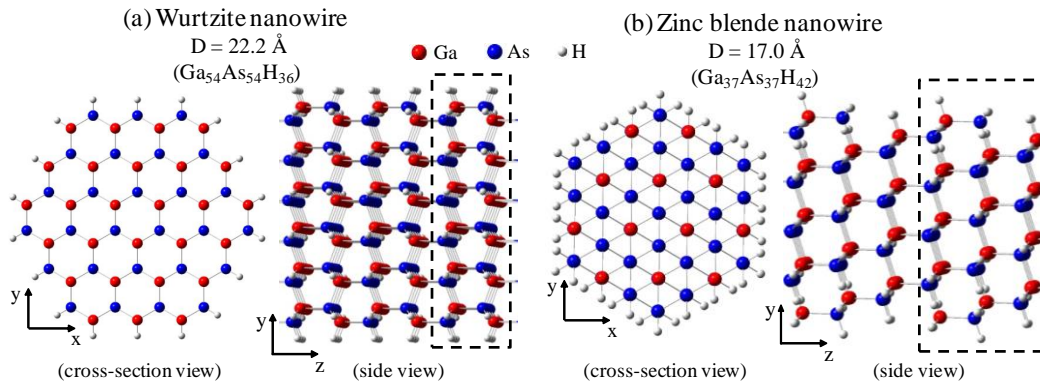 (a) Wurtzite nanowire
D = 22.2 Å
(Ga₅₄As₅₄H₃₆)
Ga
As
H
(b) Zinc blende nanowire
D = 17.0 Å
(Ga₃₇As₃₇H₄₂)
y
x
(cross-section view)
y
z
(side view)
y
x
(cross-section view)
y
z
(side view)